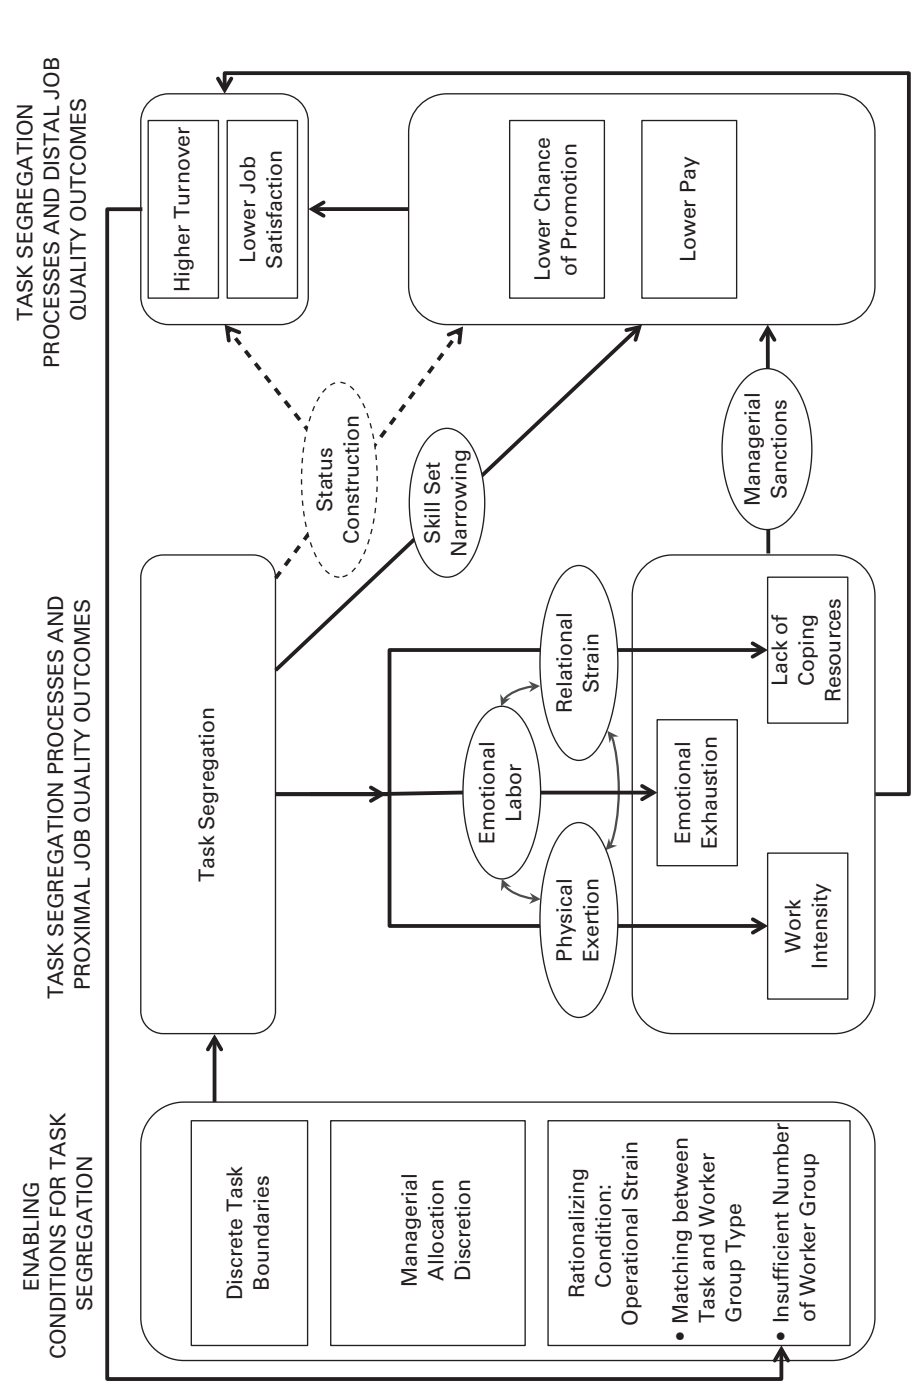 ENABLING
CONDITIONS FOR TASK
SEGREGATION
TASK SEGREGATION PROCESSES AND
PROXIMAL JOB QUALITY OUTCOMES
TASK SEGREGATION
PROCESSES AND DISTAL JOB
QUALITY OUTCOMES
Discrete Task
Boundaries
Managerial
Allocation
Discretion
Rationalizing
Condition:
Operational Strain
• Matching between
Task and Worker
Group Type
• Insufficient Number
of Worker Group
Task Segregation
Physical
Exertion
Emotional
Labor
Relational
Strain
Work
Intensity
Emotional
Exhaustion
Lack of
Coping
Resources
Status
Construction
Skill Set
Narrowing
Managerial
Sanctions
Higher Turnover
Lower Job
Satisfaction
Lower Chance
of Promotion
Lower Pay